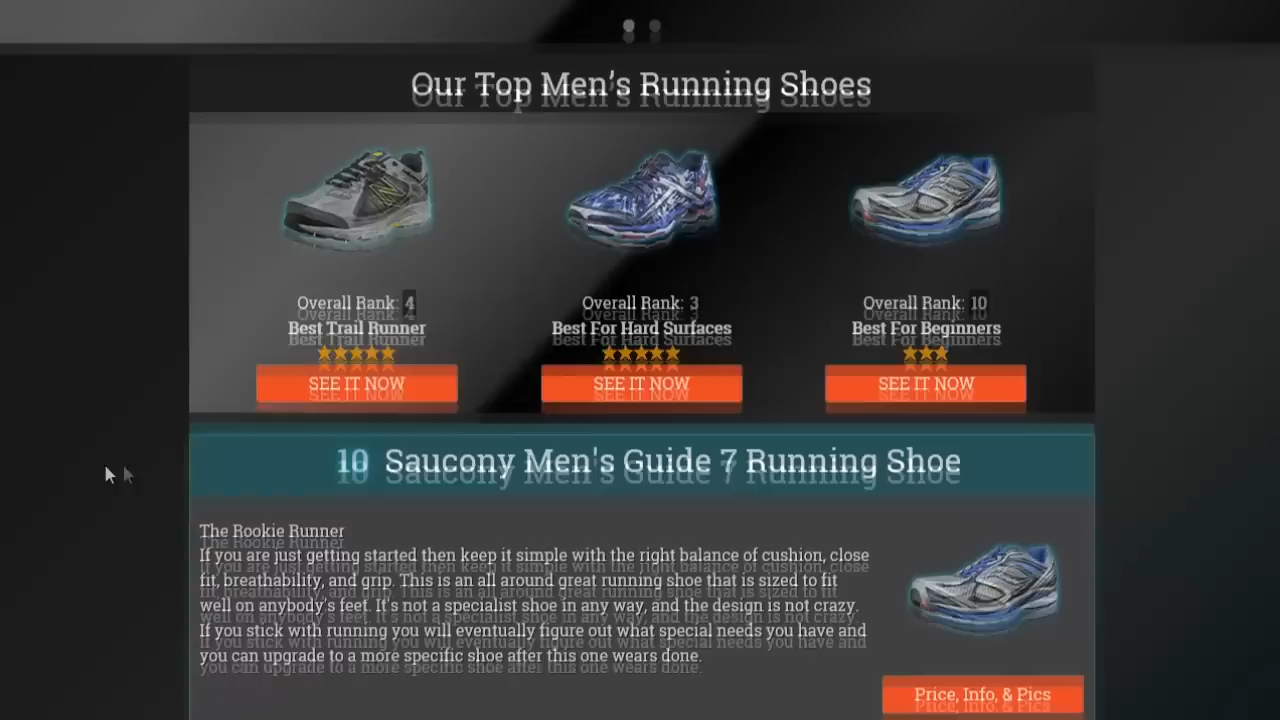 Our Top Men's Running Shoes
Overall Rank: 4
Best Trail Runner
SEE IT NOW
Overall Rank: 3
Best For Hard Surfaces
SEE IT NOW
Overall Rank: 10
Best For Beginners
SEE IT NOW
10 Saucony Men's Guide 7 Running Shoe
The Rookie Runner
If you are just getting started then keep it simple with the right balance of cushion, close
fit, breathability, and grip. This is an all around great running shoe that is sized to fit
well on anybody's feet. It's not a specialist shoe in any way, and the design is not crazy.
If you stick with running you will eventually figure out what special needs you have and
you can upgrade to a more specific shoe after this one wears done.
Price, Info, & Pics